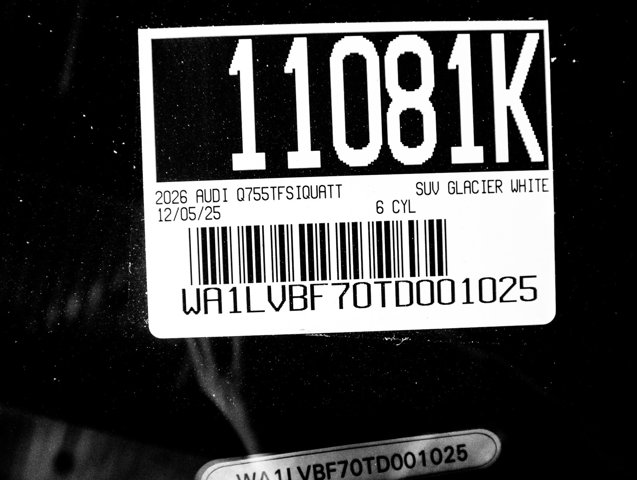 11081K
2026 AUDI Q755TFSIQUATT SUV GLACIER WHITE
12/05/25 6 CYL
WA1LVBF70TD001025
WA1LVBF70TD001025